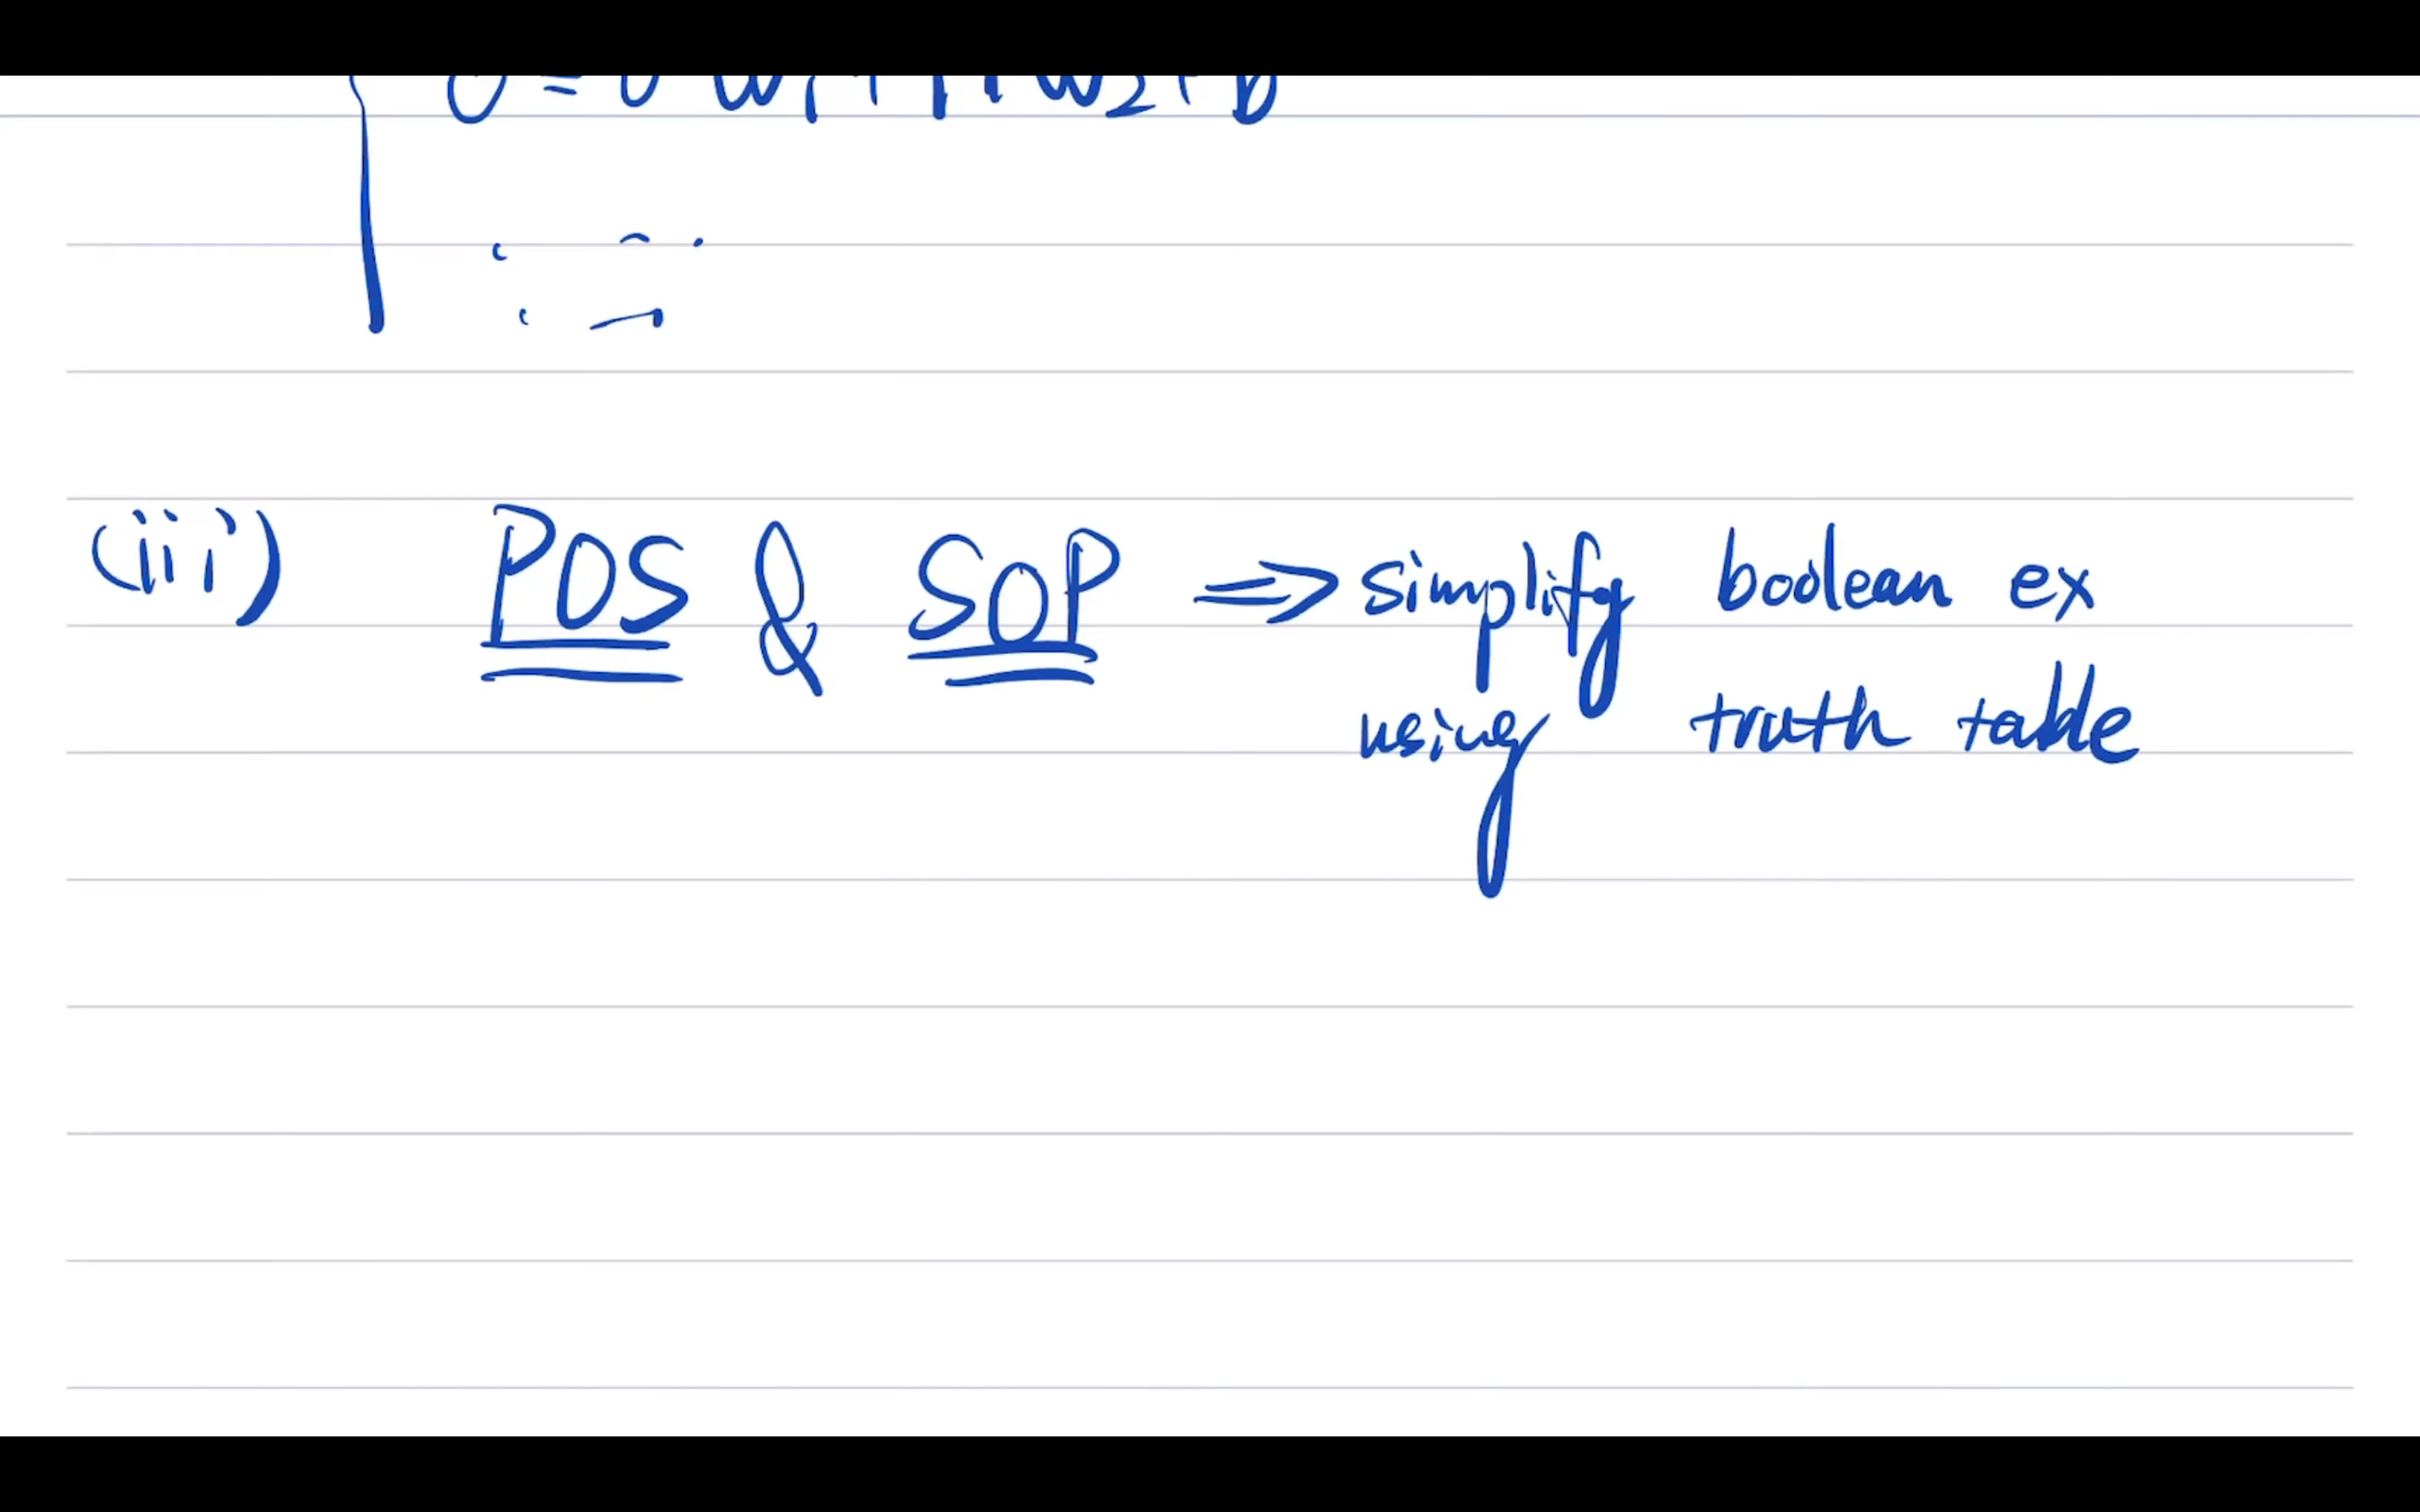 (iii) POS & SOP ⇒ simplify boolean ex
using truth table